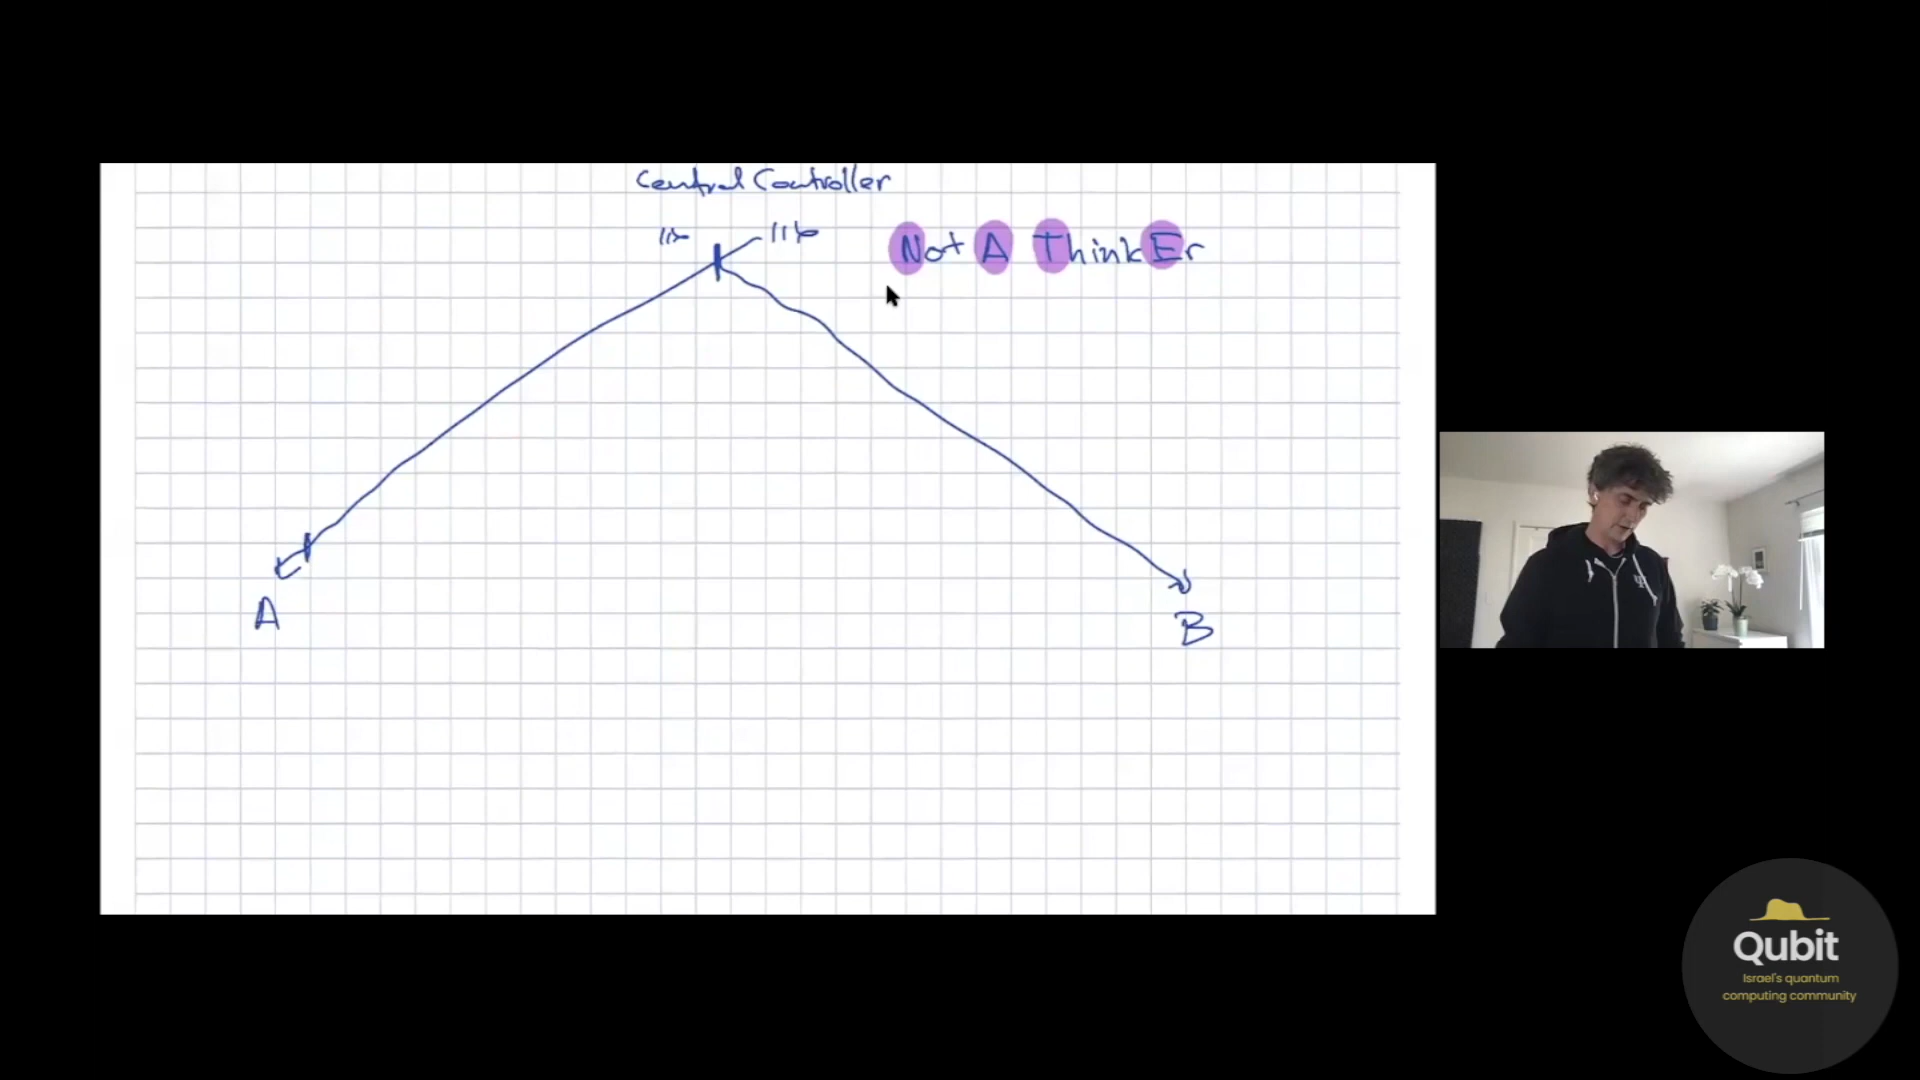 Central Controller
Not A ThinkEr
A
B
Qubit
Israel's quantum
computing community